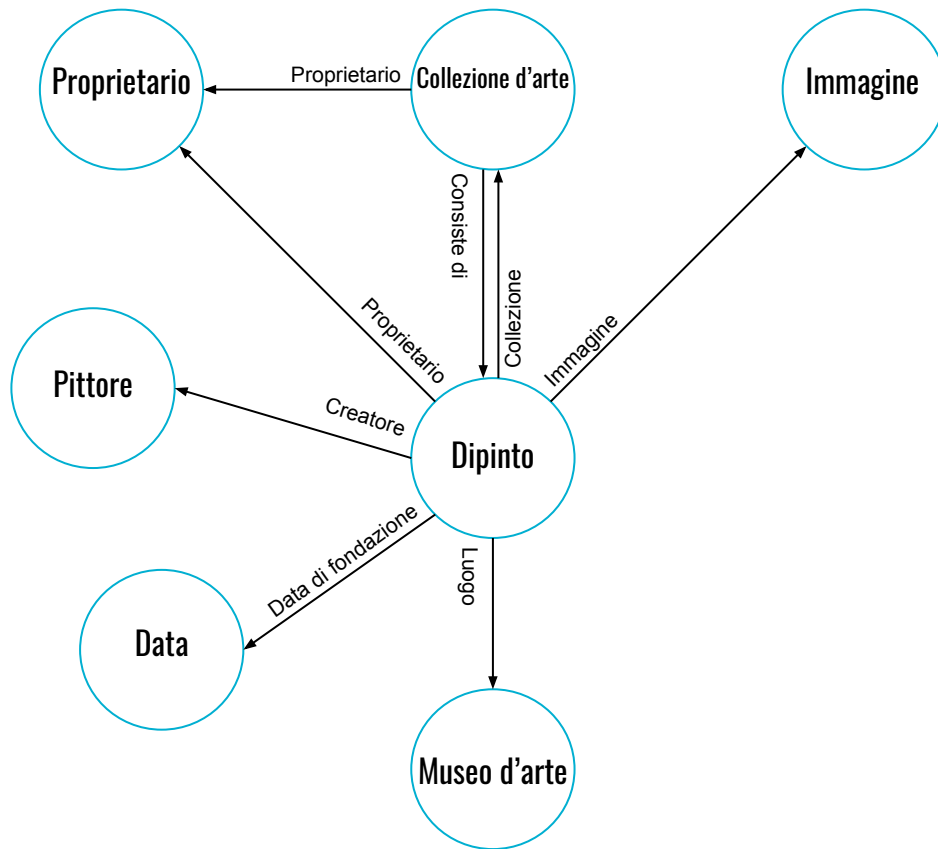 Proprietario
Proprietario
Collezione d'arte
Immagine
Consiste di
Collezione
Proprietario
Immagine
Pittore
Creatore
Dipinto
Data di fondazione
Luogo
Data
Museo d'arte